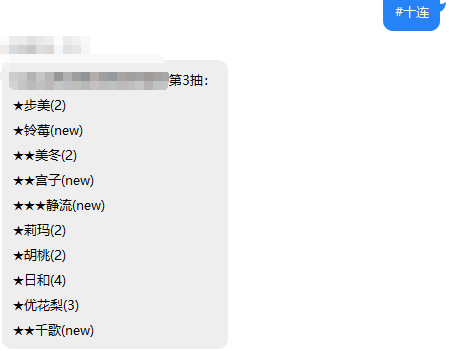 #十连
第3抽：
★步美(2)
★铃莓(new)
★★美冬(2)
★★宫子(new)
★★★静流(new)
★莉玛(2)
★胡桃(2)
★日和(4)
★优花梨(3)
★★千歌(new)